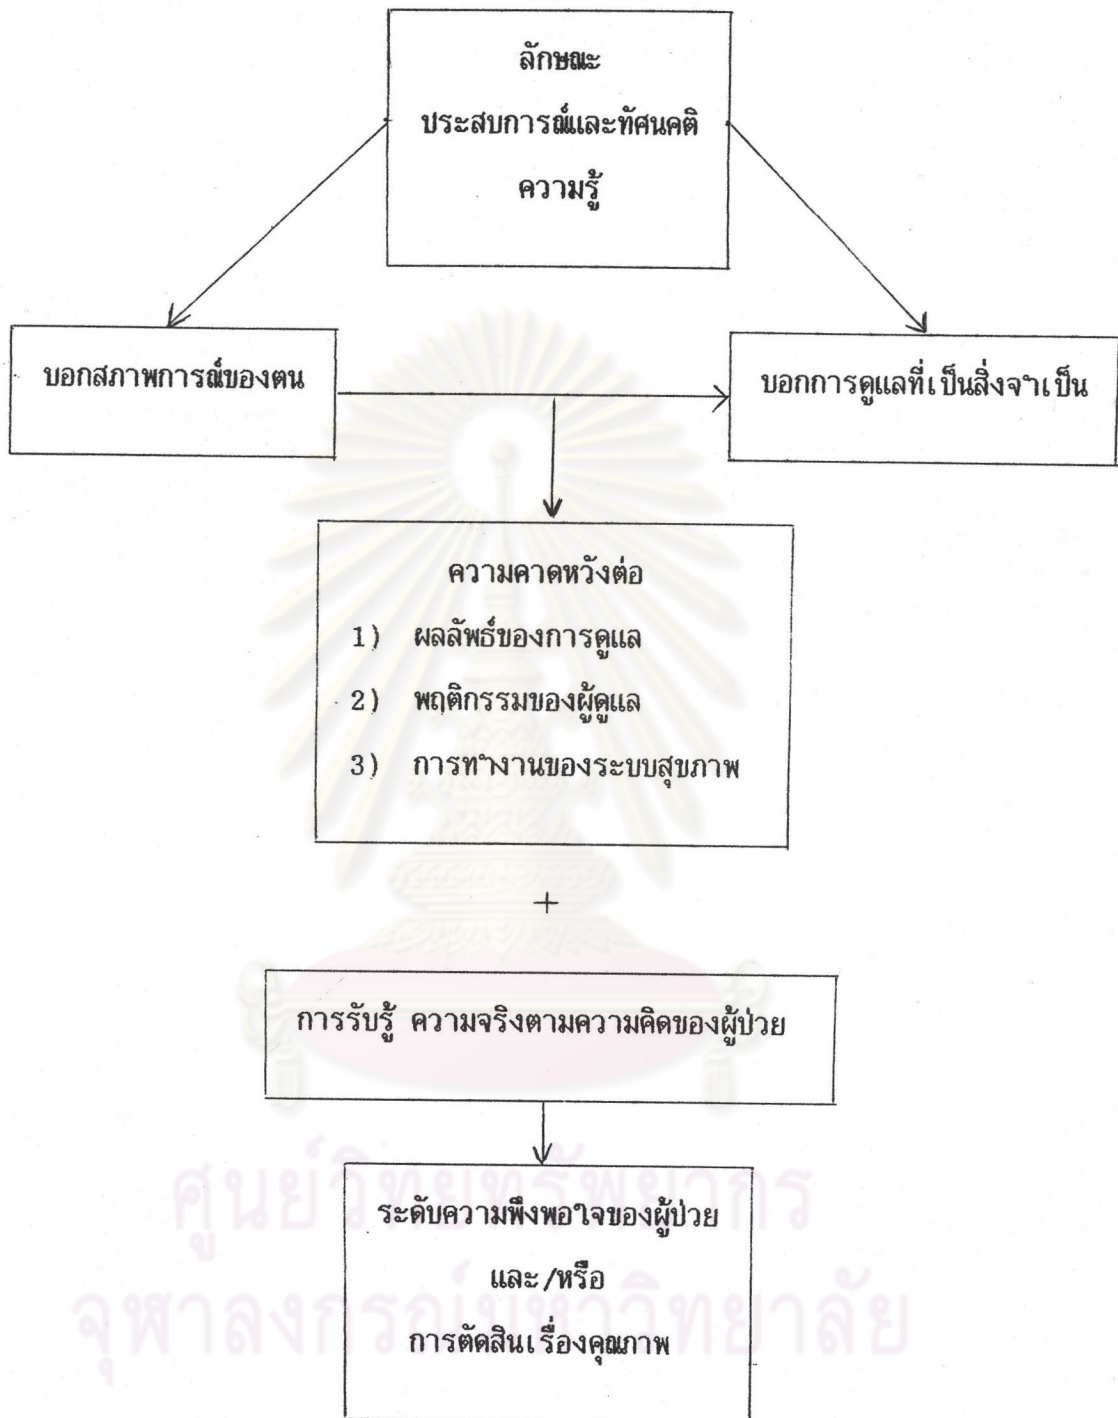 ลักษณะ
ประสบการณ์และทัศนคติ
ความรู้
บอกสภาพการณ์ของตน
บอกการดูแลที่เป็นสิ่งจำเป็น
ความคาดหวังต่อ
1) ผลลัพธ์ของการดูแล
2) พฤติกรรมของผู้ดูแล
3) การทำงานของระบบสุขภาพ
+
การรับรู้ ความจริงตามความคิดของผู้ป่วย
ระดับความพึงพอใจของผู้ป่วย
และ/หรือ
การตัดสินเรื่องคุณภาพ
ศูนย์วิทยทรัพยากร
จุฬาลงกรณ์มหาวิทยาลัย